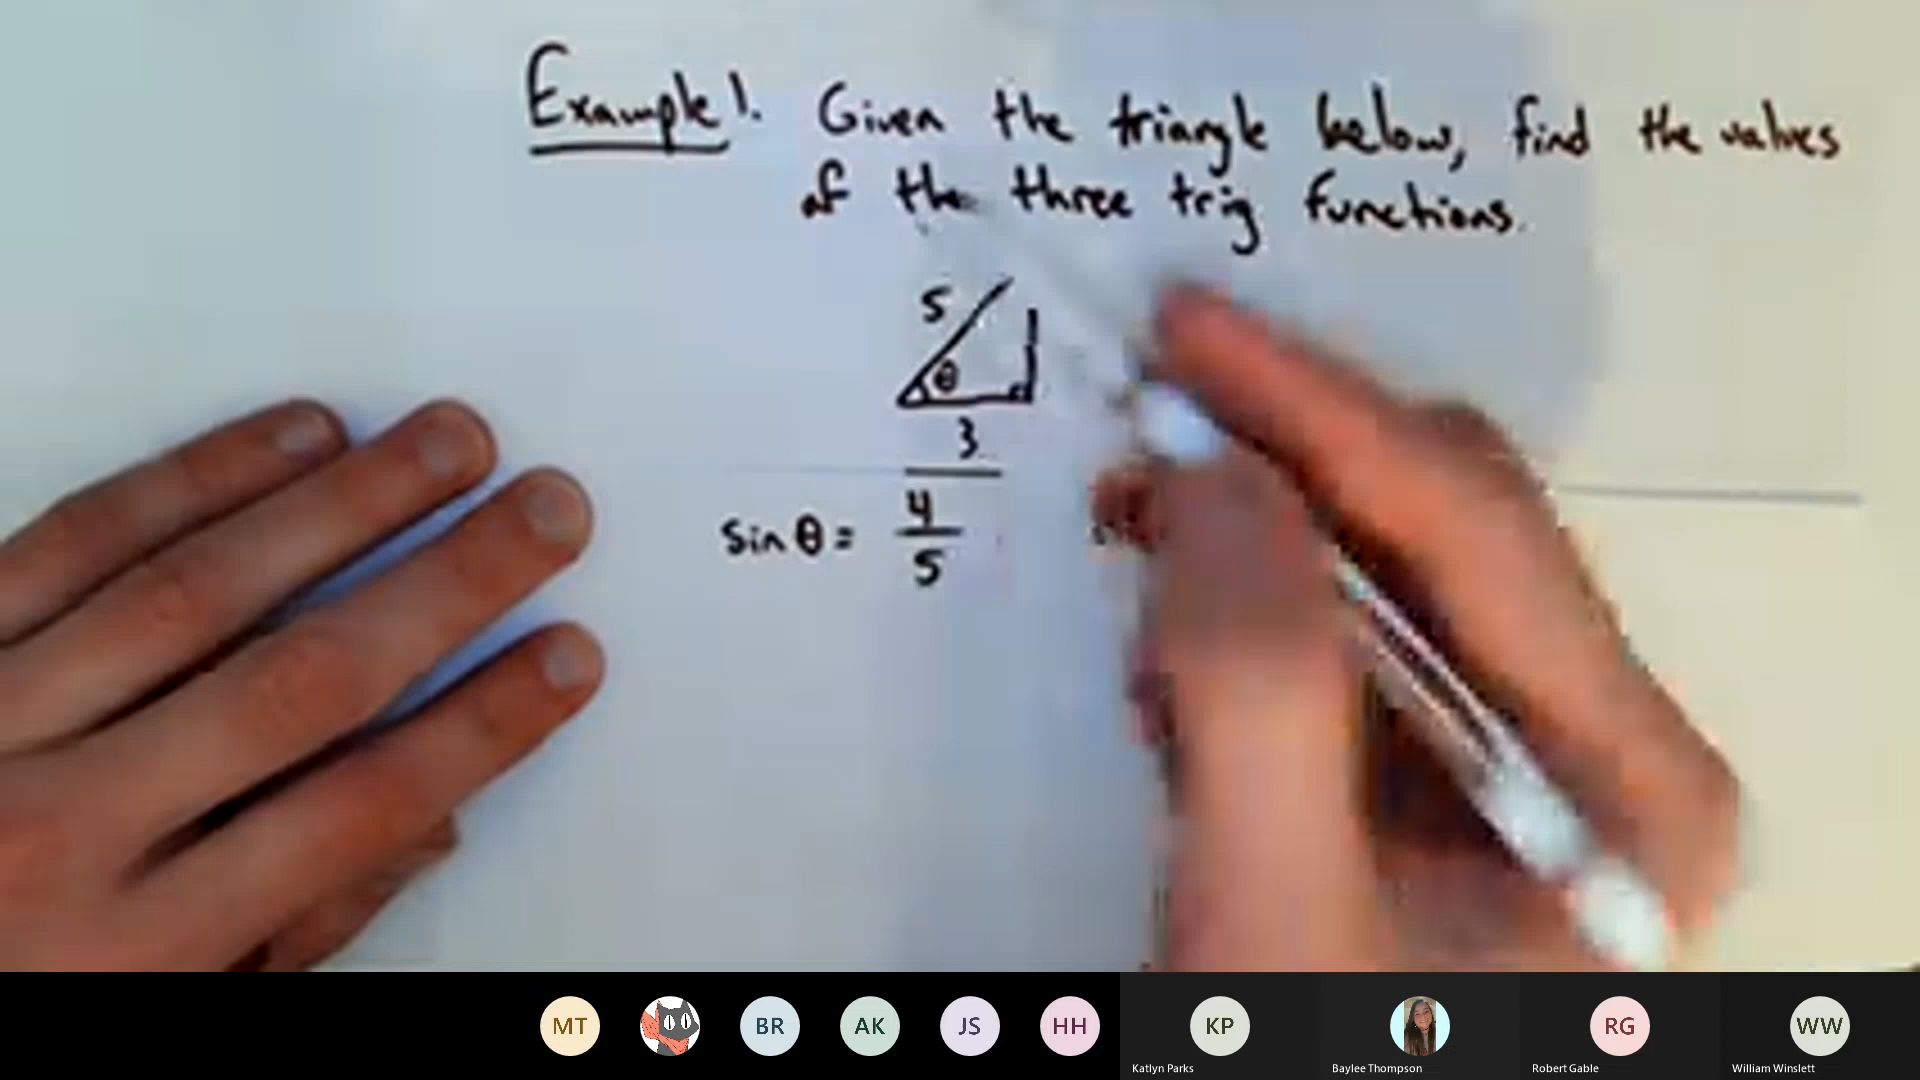 Example 1. Given the triangle below, find the values
of the three trig functions.
5
θ
3
sin θ = 4/5
MT
BR
AK
JS
HH
KP
RG
WW
Katlyn Parks
Baylee Thompson
Robert Gable
William Winslett